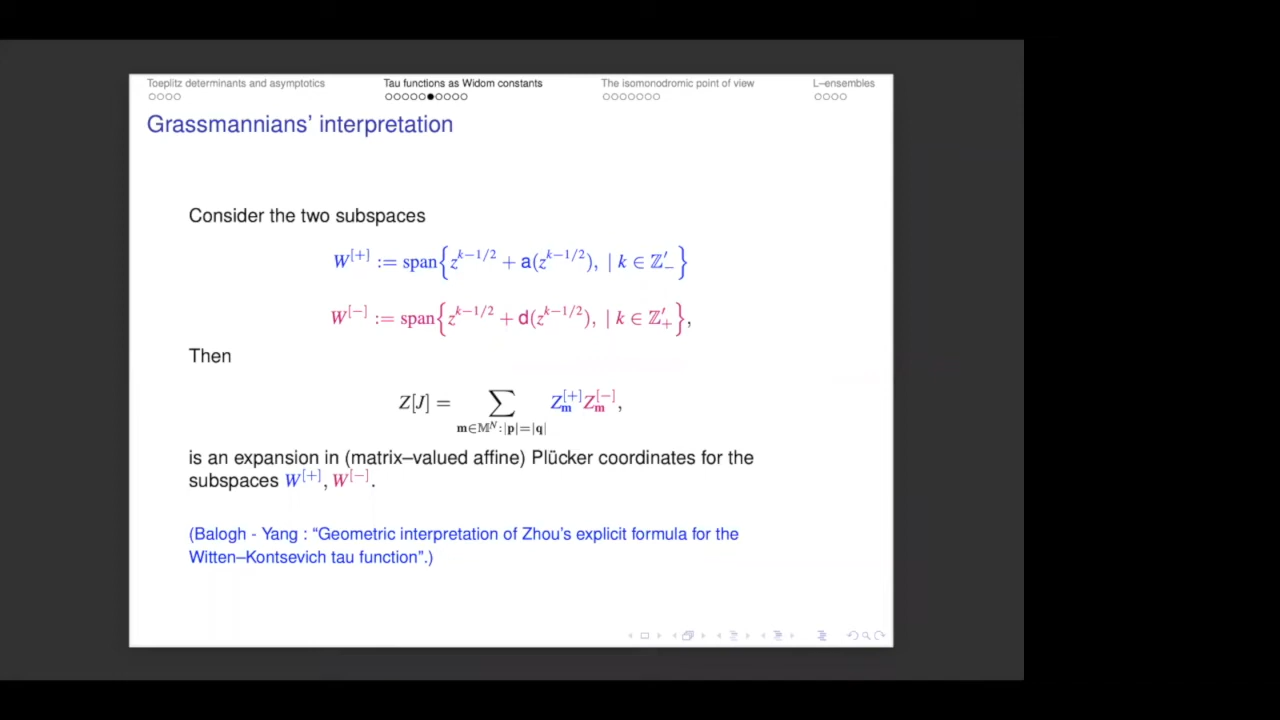 Toeplitz determinants and asymptotics Tau functions as Widom constants The isomonodromic point of view L–ensembles
Grassmannians' interpretation
Consider the two subspaces
W^{[+]} := span{z^{k−1/2} + a(z^{k−1/2}), | k ∈ ℤ′_−}
W^{[−]} := span{z^{k−1/2} + d(z^{k−1/2}), | k ∈ ℤ′_+},
Then
Z[J] = ∑_{m∈𝕄^N:|p|=|q|} Z_m^{[+]} Z_m^{[−]},
is an expansion in (matrix–valued affine) Plücker coordinates for the
subspaces W^{[+]}, W^{[−]}.
(Balogh - Yang : “Geometric interpretation of Zhou's explicit formula for the
Witten–Kontsevich tau function”.)